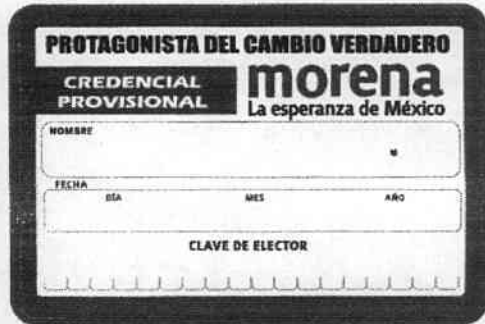 PROTAGONISTA DEL CAMBIO VERDADERO
CREDENCIAL
PROVISIONAL
morena
La esperanza de México
NOMBRE
FECHA
DÍA MES AÑO
CLAVE DE ELECTOR